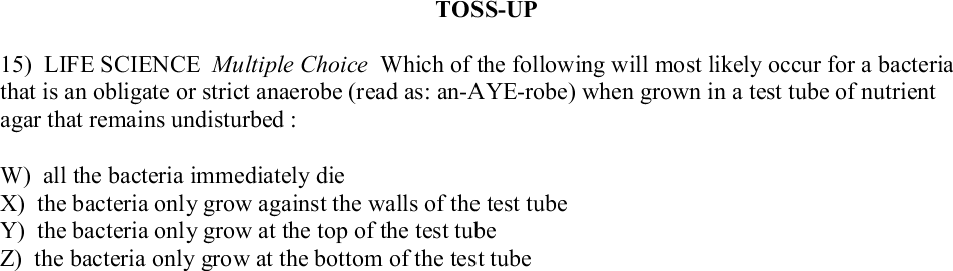 TOSS-UP
15) LIFE SCIENCE Multiple Choice Which of the following will most likely occur for a bacteria
that is an obligate or strict anaerobe (read as: an-AYE-robe) when grown in a test tube of nutrient
agar that remains undisturbed :
W) all the bacteria immediately die
X) the bacteria only grow against the walls of the test tube
Y) the bacteria only grow at the top of the test tube
Z) the bacteria only grow at the bottom of the test tube